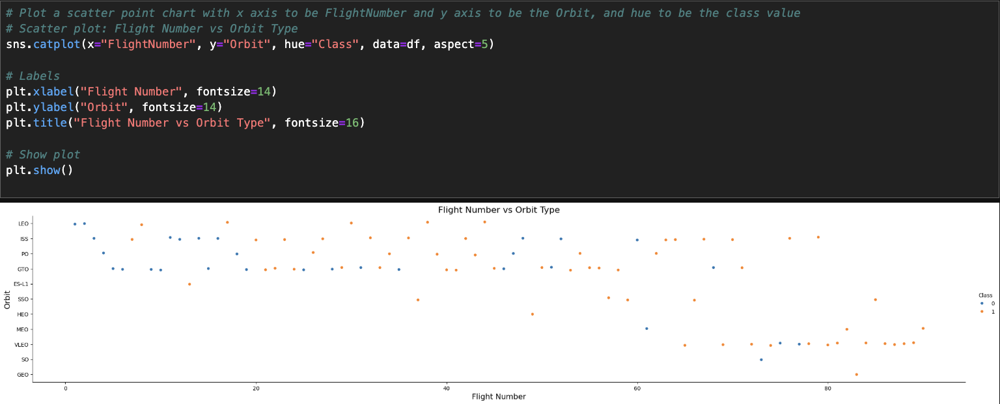 # Plot a scatter point chart with x axis to be FlightNumber and y axis to be the Orbit, and hue to be the class value
# Scatter plot: Flight Number vs Orbit Type
sns.catplot(x="FlightNumber", y="Orbit", hue="Class", data=df, aspect=5)
# Labels
plt.xlabel("Flight Number", fontsize=14)
plt.ylabel("Orbit", fontsize=14)
plt.title("Flight Number vs Orbit Type", fontsize=16)
# Show plot
plt.show()
Flight Number vs Orbit Type
LEO
ISS
PO
GTO
ES-L1
SSO
HEO
MEO
VLEO
SO
GEO
Orbit
0 20 40 60 80
Flight Number
Class
0
1